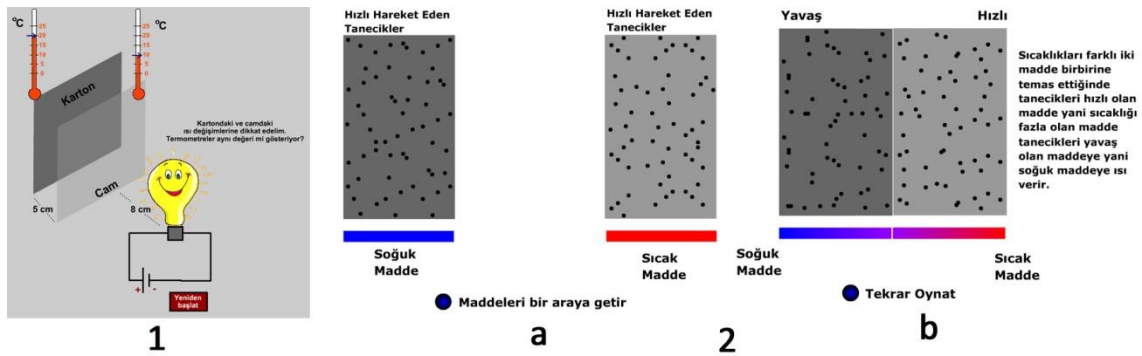 °C
25
20
15
10
5
0
°C
25
20
15
10
5
0
Karton
Kartondaki ve camdaki
ısı değişimlerine dikkat edelim.
Termometreler aynı değeri mi gösteriyor?
Cam
5 cm
8 cm
+ -
Yeniden
başlat
1
Hızlı Hareket Eden
Tanecikler
Soğuk
Madde
Hızlı Hareket Eden
Tanecikler
Sıcak
Madde
Maddeleri bir araya getir
a
2
Yavaş
Hızlı
Soğuk
Madde
Sıcak
Madde
Tekrar Oynat
b
Sıcaklıkları farklı iki
madde birbirine
temas ettiğinde
tanecikleri hızlı olan
madde yani sıcaklığı
fazla olan madde
tanecikleri yavaş
olan maddeye yani
soğuk maddeye ısı
verir.